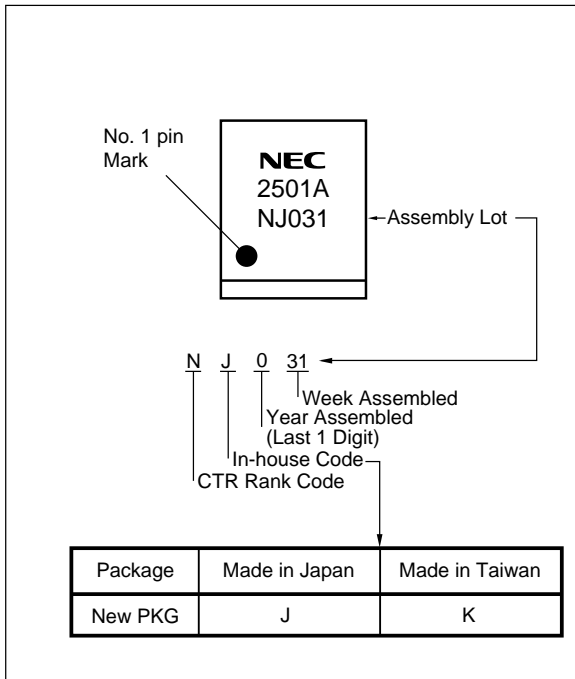 No. 1 pin
Mark
NEC
2501A
NJ031
Assembly Lot
N J 0 31
Week Assembled
Year Assembled
(Last 1 Digit)
In-house Code
CTR Rank Code
Package Made in Japan Made in Taiwan
New PKG J K